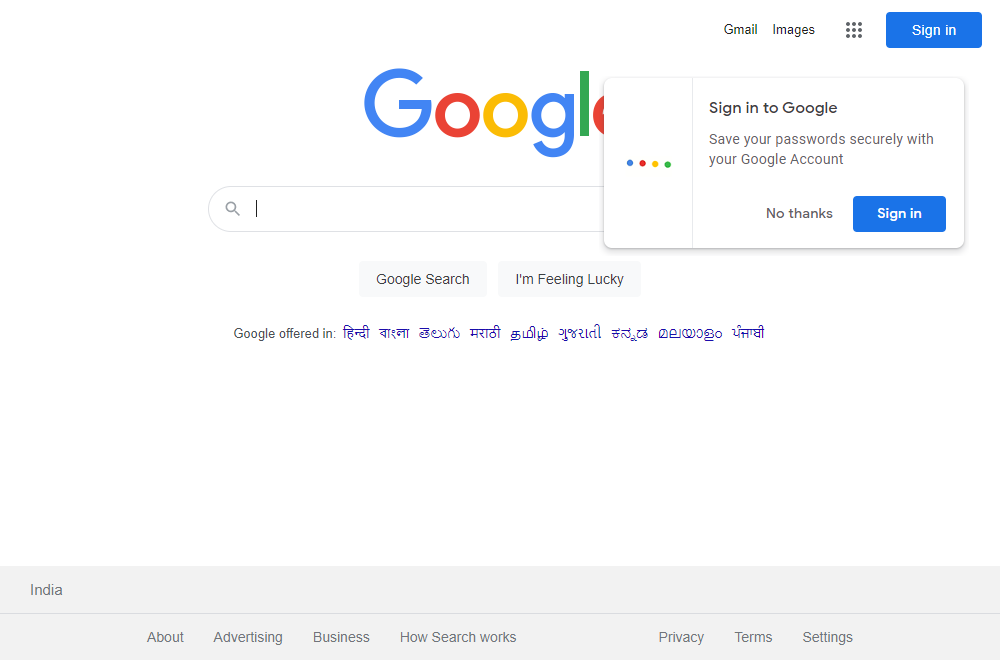 Gmail Images Sign in
Google
Sign in to Google
Save your passwords securely with
your Google Account
No thanks Sign in
Google Search I'm Feeling Lucky
Google offered in: हिन्दी বাংলা తెలుగు मराठी தமிழ் ગુજરાતી ಕನ್ನಡ മലയാളം ਪੰਜਾਬੀ
India
About Advertising Business How Search works Privacy Terms Settings